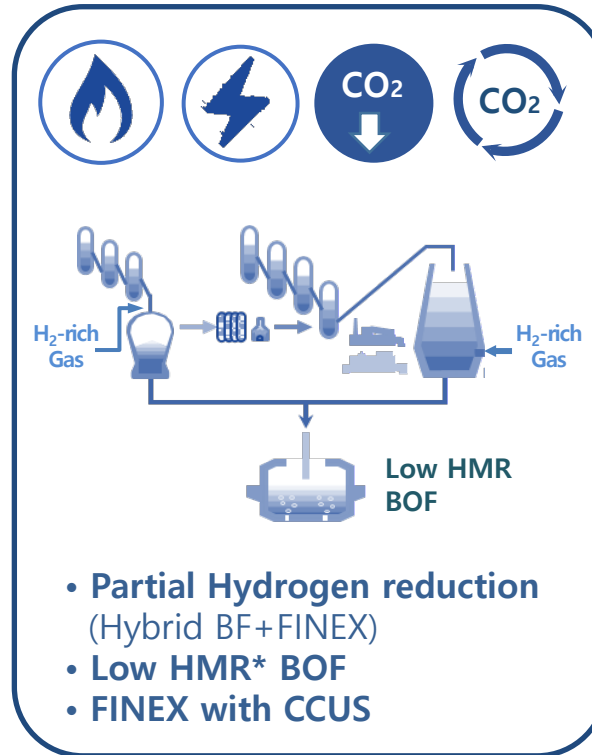 CO₂
CO₂
H₂-rich
Gas
H₂-rich
Gas
Low HMR
BOF
• Partial Hydrogen reduction
(Hybrid BF+FINEX)
• Low HMR* BOF
• FINEX with CCUS